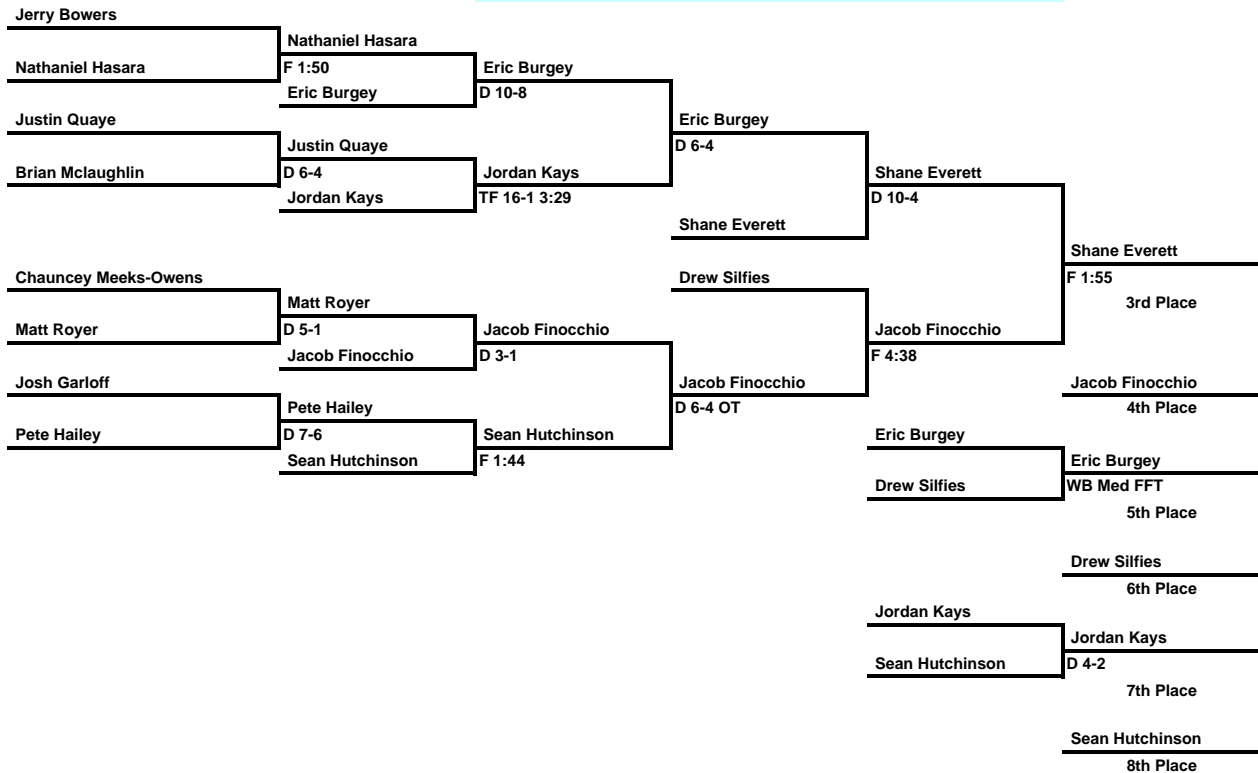 Jerry Bowers
Nathaniel Hasara
Nathaniel Hasara
F 1:50
Eric Burgey
Eric Burgey
D 10-8
Justin Quaye
Eric Burgey
D 6-4
Justin Quaye
Brian Mclaughlin
D 6-4
Jordan Kays
Jordan Kays
TF 16-1 3:29
Shane Everett
D 10-4
Shane Everett
Shane Everett
F 1:55
3rd Place
Chauncey Meeks-Owens
Drew Silfies
Matt Royer
Matt Royer
D 5-1
Jacob Finocchio
Jacob Finocchio
D 3-1
Jacob Finocchio
F 4:38
Josh Garloff
Jacob Finocchio
D 6-4 OT
Jacob Finocchio
4th Place
Pete Hailey
Pete Hailey
D 7-6
Sean Hutchinson
Sean Hutchinson
F 1:44
Eric Burgey
Drew Silfies
Eric Burgey
WB Med FFT
5th Place
Drew Silfies
6th Place
Jordan Kays
Sean Hutchinson
Jordan Kays
D 4-2
7th Place
Sean Hutchinson
8th Place